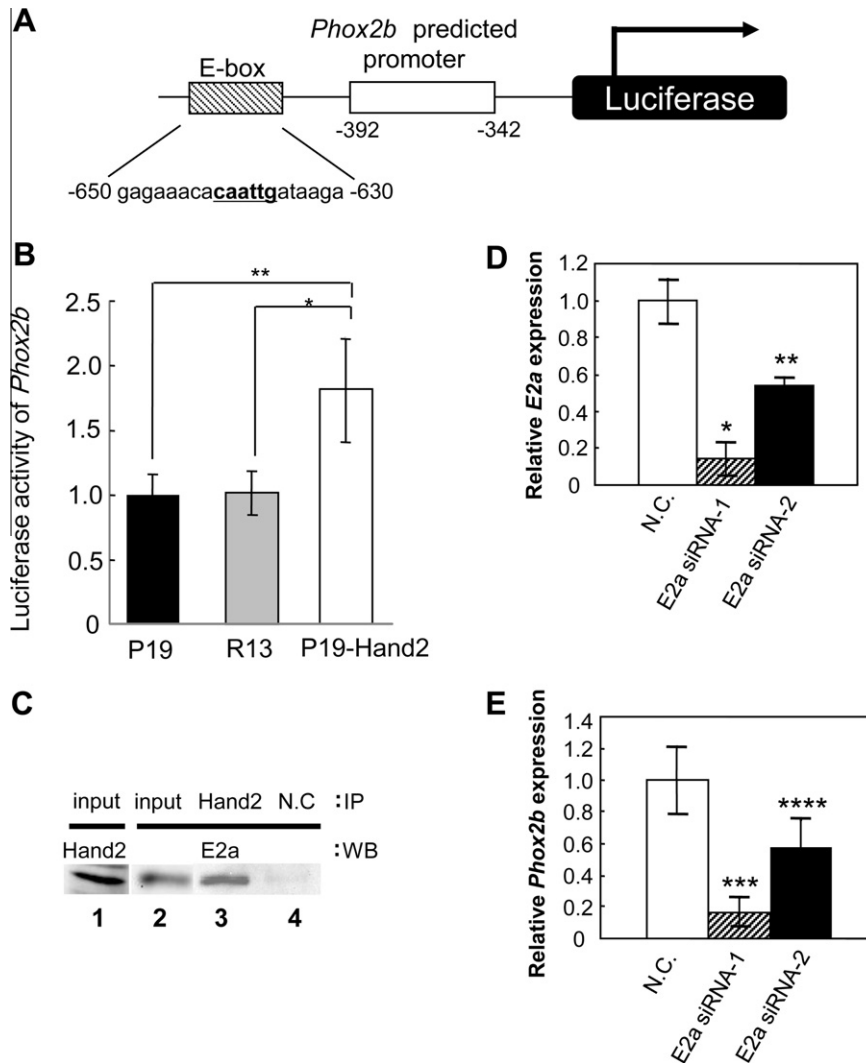 A
Phox2b predicted
promoter
E-box
Luciferase
-392
-342
-650 gagaaacacaattgataagaa -630
B
**
*
Luciferase activity of Phox2b
2.5
2.0
1.5
1.0
0.5
0
P19
R13
P19-Hand2
C
input input Hand2 N.C :IP
Hand2 E2a :WB
1 2 3 4
D
Relative E2a expression
1.2
1.0
0.8
0.6
0.4
0.2
0
*
**
N.C.
E2a siRNA-1
E2a siRNA-2
E
Relative Phox2b expression
1.4
1.2
1.0
0.8
0.6
0.4
0.2
0
***
****
N.C.
E2a siRNA-1
E2a siRNA-2